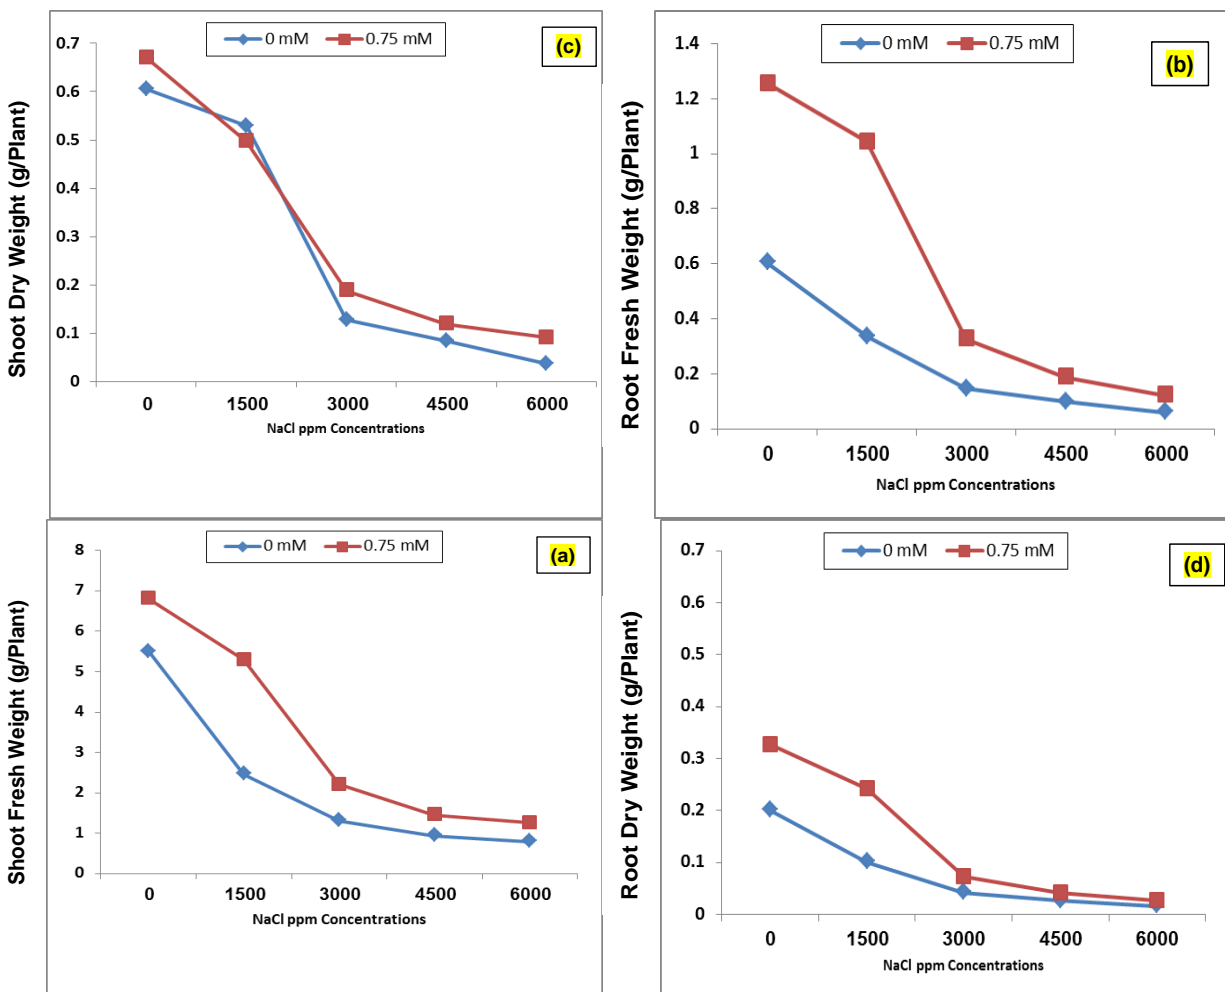 0 mM 0.75 mM
(c)
Shoot Dry Weight (g/Plant)
0.7
0.6
0.5
0.4
0.3
0.2
0.1
0
0 1500 3000 4500 6000
NaCl ppm Concentrations
0 mM 0.75 mM
(b)
Root Fresh Weight (g/Plant)
1.4
1.2
1
0.8
0.6
0.4
0.2
0
0 1500 3000 4500 6000
NaCl ppm Concentrations
0 mM 0.75 mM
(a)
Shoot Fresh Weight (g/Plant)
8
7
6
5
4
3
2
1
0
0 1500 3000 4500 6000
NaCl ppm Concentrations
0 mM 0.75 mM
(d)
Root Dry Weight (g/Plant)
0.7
0.6
0.5
0.4
0.3
0.2
0.1
0
0 1500 3000 4500 6000
NaCl ppm Concentrations